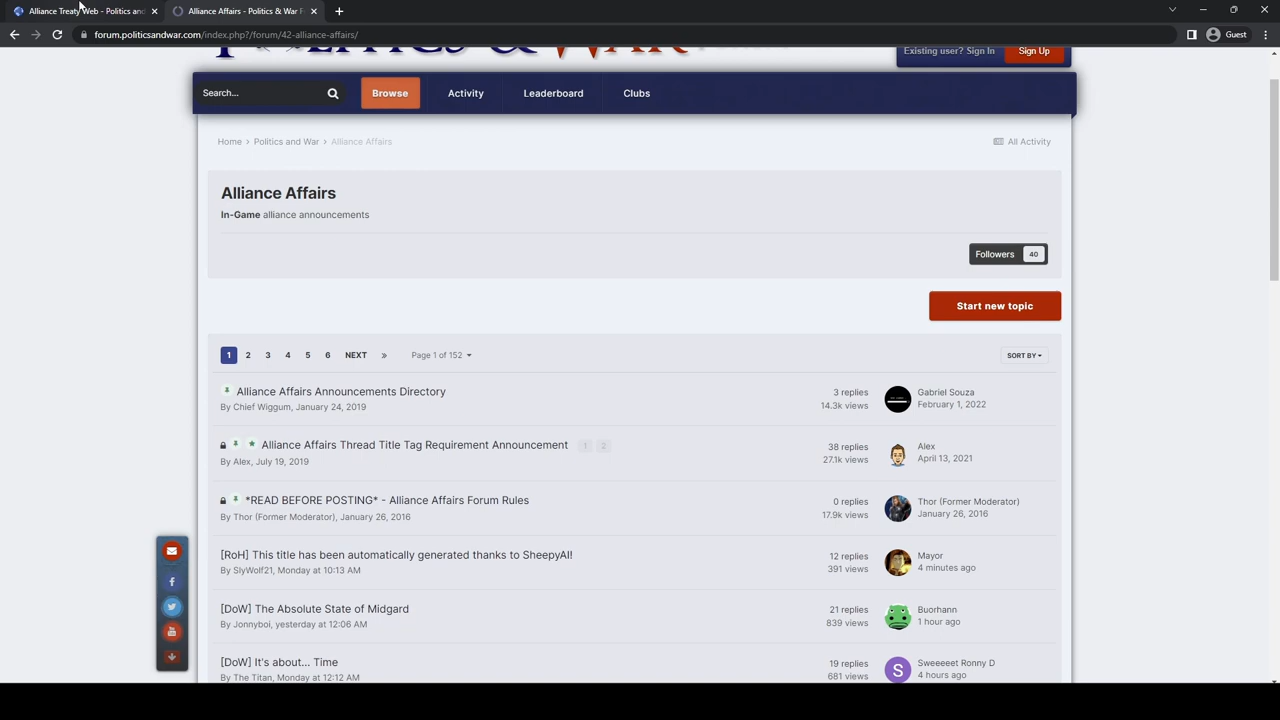 Alliance Treaty Web - Politics and
Alliance Affairs - Politics & War F
forum.politicsandwar.com/index.php?/forum/42-alliance-affairs/
Guest
POLITICS & WAR
Existing user? Sign In
Sign Up
Search...
Browse
Activity
Leaderboard
Clubs
Home
Politics and War
Alliance Affairs
All Activity
Alliance Affairs
In-Game alliance announcements
Followers 40
Start new topic
1 2 3 4 5 6 NEXT » Page 1 of 152
SORT BY
Alliance Affairs Announcements Directory
By Chief Wiggum, January 24, 2019
3 replies
14.3k views
Gabriel Souza
February 1, 2022
Alliance Affairs Thread Title Tag Requirement Announcement 1 2
By Alex, July 19, 2019
38 replies
27.1k views
Alex
April 13, 2021
*READ BEFORE POSTING* - Alliance Affairs Forum Rules
By Thor (Former Moderator), January 26, 2016
0 replies
17.9k views
Thor (Former Moderator)
January 26, 2016
[RoH] This title has been automatically generated thanks to SheepyAI!
By SlyWolf21, Monday at 10:13 AM
12 replies
391 views
Mayor
4 minutes ago
[DoW] The Absolute State of Midgard
By Jonnyboi, yesterday at 12:06 AM
21 replies
839 views
Buorhann
1 hour ago
[DoW] It's about... Time
By The Titan, Monday at 12:12 AM
19 replies
681 views
Sweeeeet Ronny D
4 hours ago